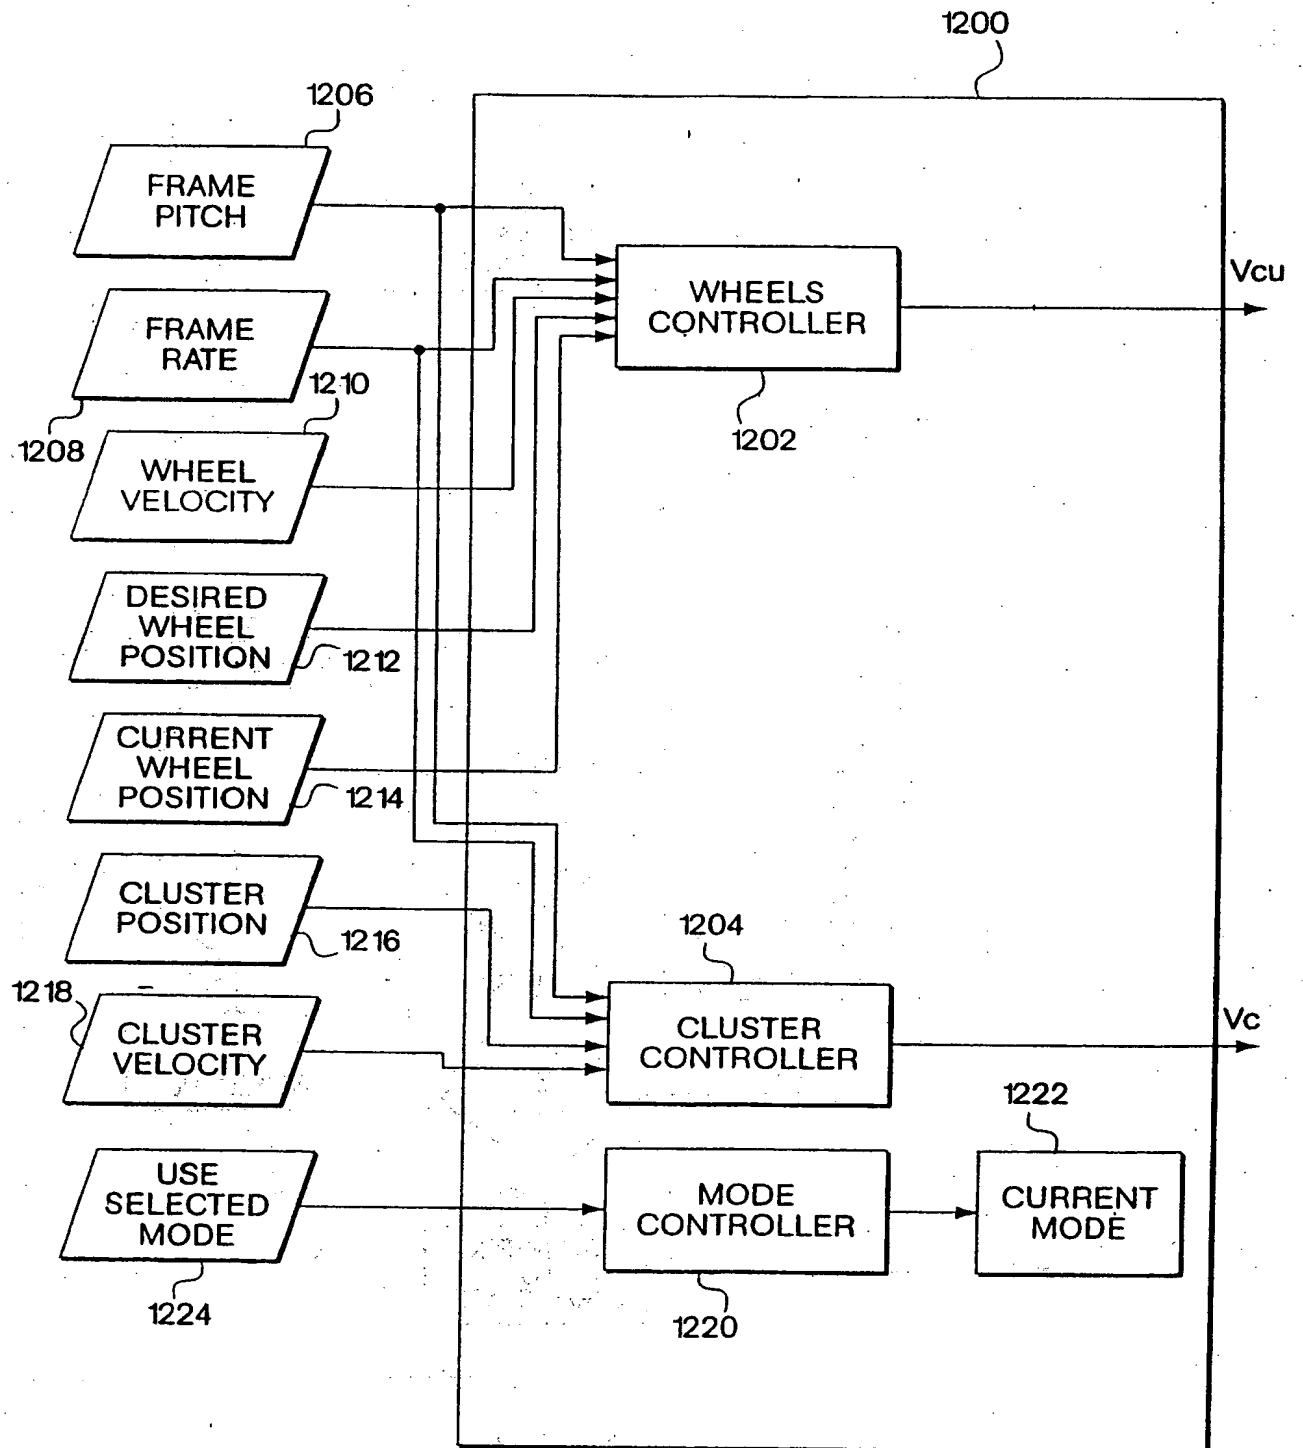 1200
1206
FRAME
PITCH
Vcu
WHEELS
CONTROLLER
FRAME
RATE
1210
1202
1208
WHEEL
VELOCITY
DESIRED
WHEEL
POSITION
1212
CURRENT
WHEEL
POSITION
1214
CLUSTER
POSITION
1216
1204
1218
CLUSTER
VELOCITY
CLUSTER
CONTROLLER
Vc
1222
USE
SELECTED
MODE
MODE
CONTROLLER
CURRENT
MODE
1224
1220